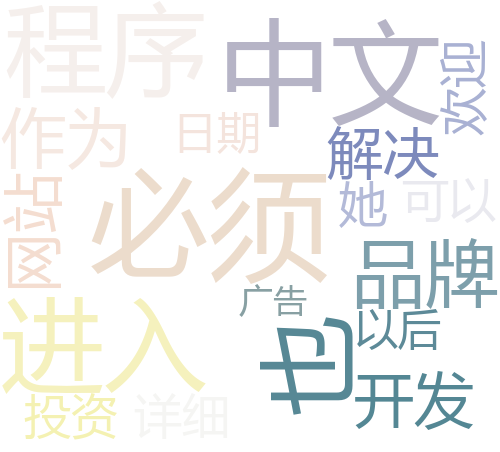 程序
中文
欢迎
作为
日期
解决
网站
必须
她
可以
品牌
广告
以后
进入
也
开发
投资
详细